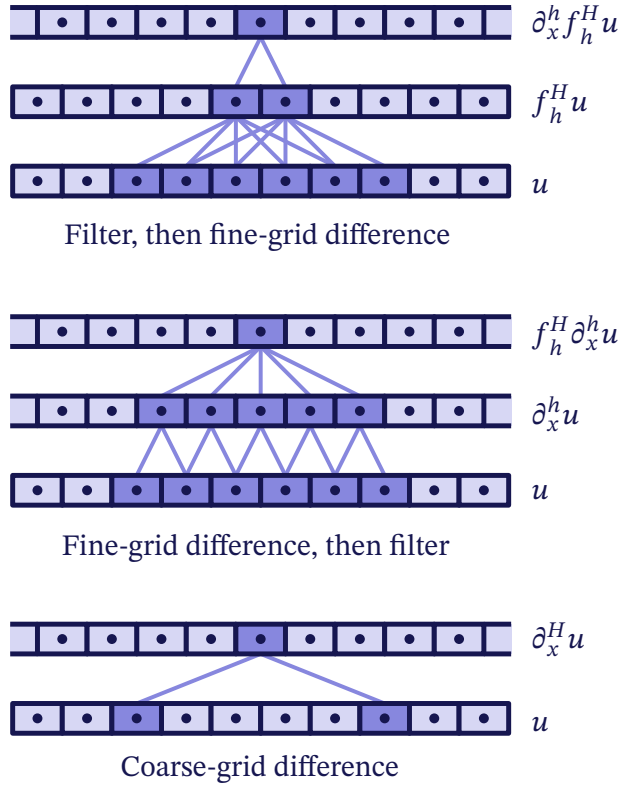 ∂ₓʰ fₕᴴ u
fₕᴴ u
u
Filter, then fine-grid difference
fₕᴴ ∂ₓʰ u
∂ₓʰ u
u
Fine-grid difference, then filter
∂ₓᴴ u
u
Coarse-grid difference